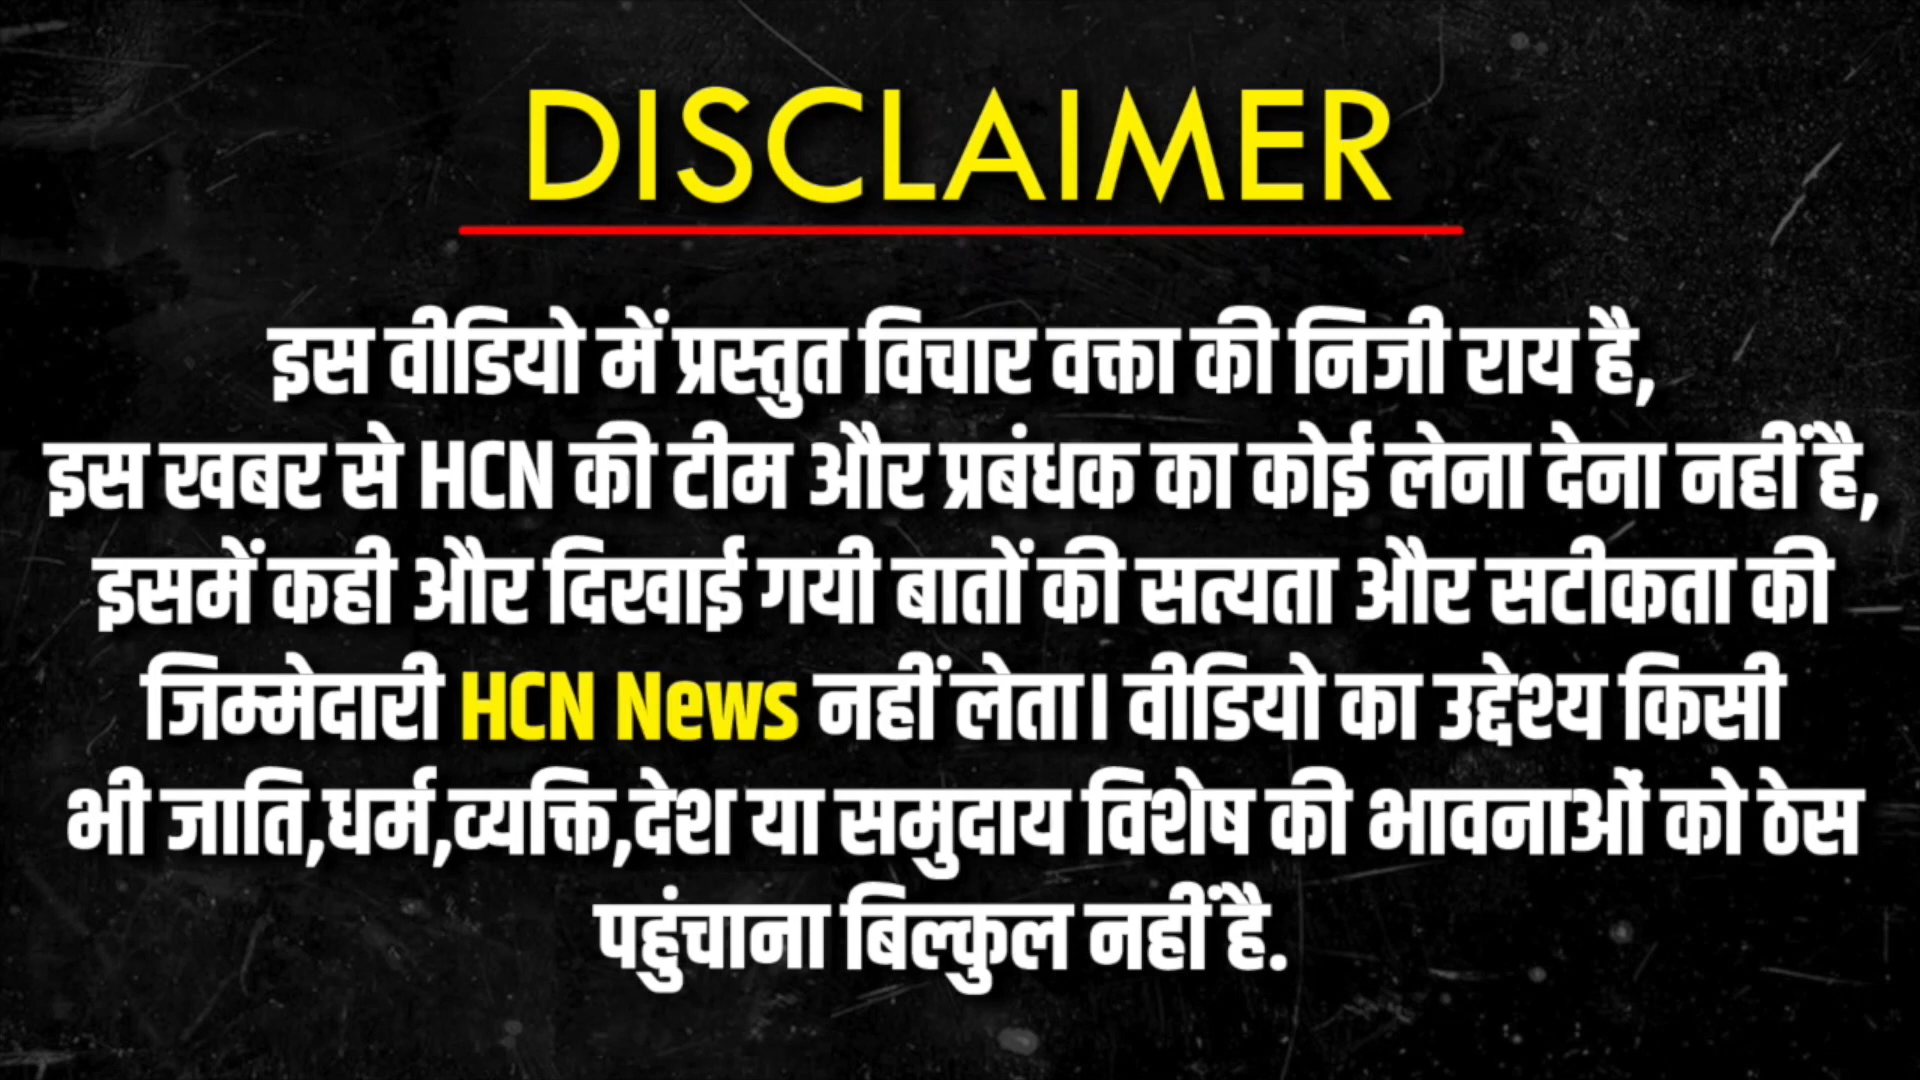 DISCLAIMER
इस वीडियो में प्रस्तुत विचार वक्ता की निजी राय है,
इस खबर से HCN की टीम और प्रबंधक का कोई लेना देना नहीं है,
इसमें कही और दिखाई गयी बातों की सत्यता और सटीकता की
जिम्मेदारी HCN News नहीं लेता। वीडियो का उद्देश्य किसी
भी जाति,धर्म,व्यक्ति,देश या समुदाय विशेष की भावनाओं को ठेस
पहुंचाना बिल्कुल नहीं है.